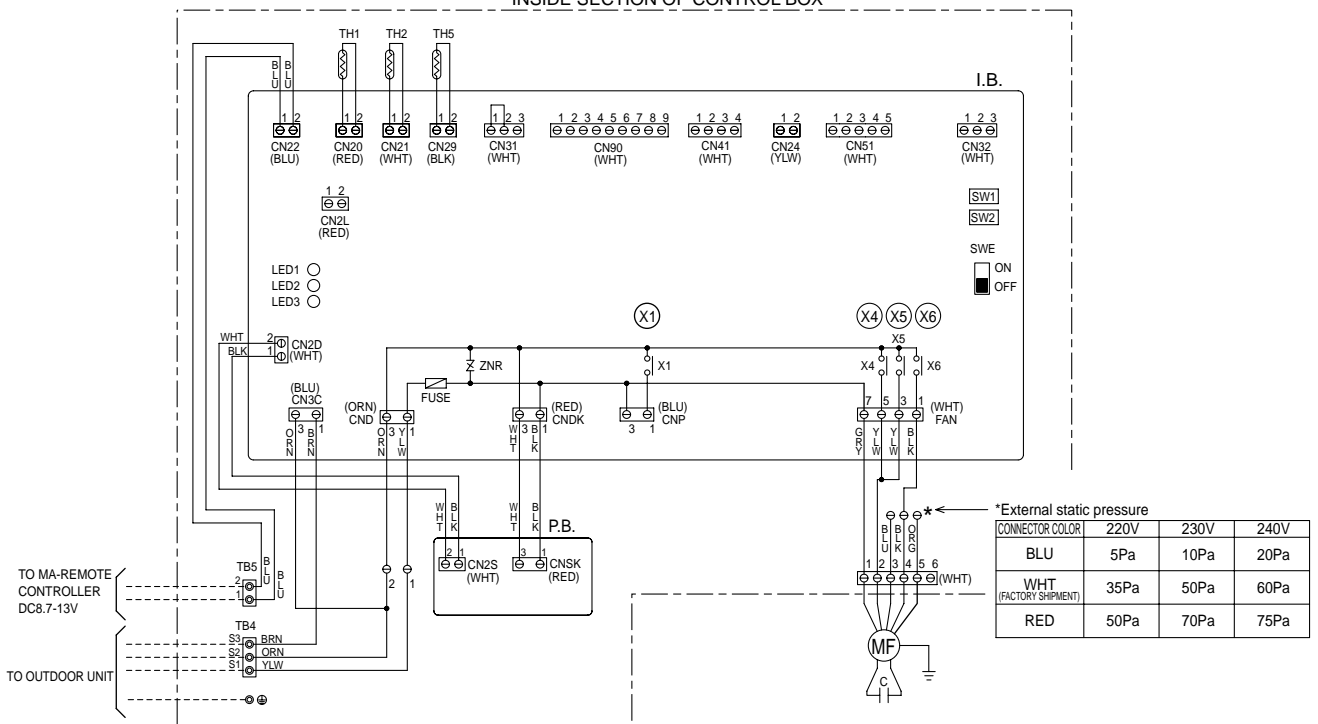 INSIDE SECTION OF CONTROL BOX
TH1 TH2 TH5
I.B.
BLU BLU
1 2 1 2 1 2 1 2 1 2 3 1 2 3 4 5 6 7 8 9 1 2 3 4 1 2 1 2 3 4 5 1 2 3
CN22 CN20 CN21 CN29 CN31 CN90 CN41 CN24 CN51 CN32
(BLU) (RED) (WHT) (BLK) (WHT) (WHT) (WHT) (YLW) (WHT) (WHT)
1 2
CN2L
(RED)
SW1
SW2
SWE
ON
OFF
LED1
LED2
LED3
X1 X4 X5 X6
WHT 2 CN2D
BLK 1 (WHT)
X5
ZNR X1 X4 X6
FUSE
(BLU)
CN3C
3 1
ORN BRN
(ORN)
CND
3 1
ORN YLW
(RED)
CNDK
3 1
WHT BLK
(BLU)
CNP
3 1
7 5 3 1
(WHT)
FAN
GRY YLW YLW BLK
WHT BLK WHT BLK P.B.
2 1 CN2S
(WHT)
3 1 CNSK
(RED)
2 1
BLU BLK ORG
*
1 2 3 4 5 6 (WHT)
MF
C
*External static pressure
CONNECTOR COLOR 220V 230V 240V
BLU 5Pa 10Pa 20Pa
WHT
(FACTORY SHIPMENT) 35Pa 50Pa 60Pa
RED 50Pa 70Pa 75Pa
TO MA-REMOTE
CONTROLLER
DC8.7-13V
TB5
2
1
BLU BLU
TB4
S3 BRN
S2 ORN
S1 YLW
TO OUTDOOR UNIT